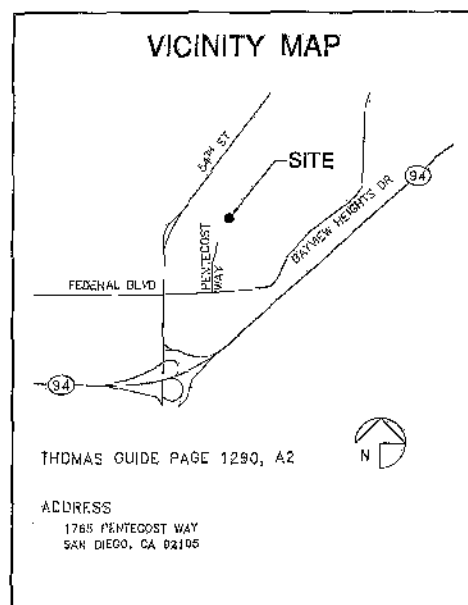 VICINITY MAP
54TH ST
SITE
94
BAYVIEW HEIGHTS DR
PENTECOST
WAY
FEDERAL BLVD
94
N
THOMAS GUIDE PAGE 1290, A2
ADDRESS
1765 PENTECOST WAY
SAN DIEGO, CA 92105